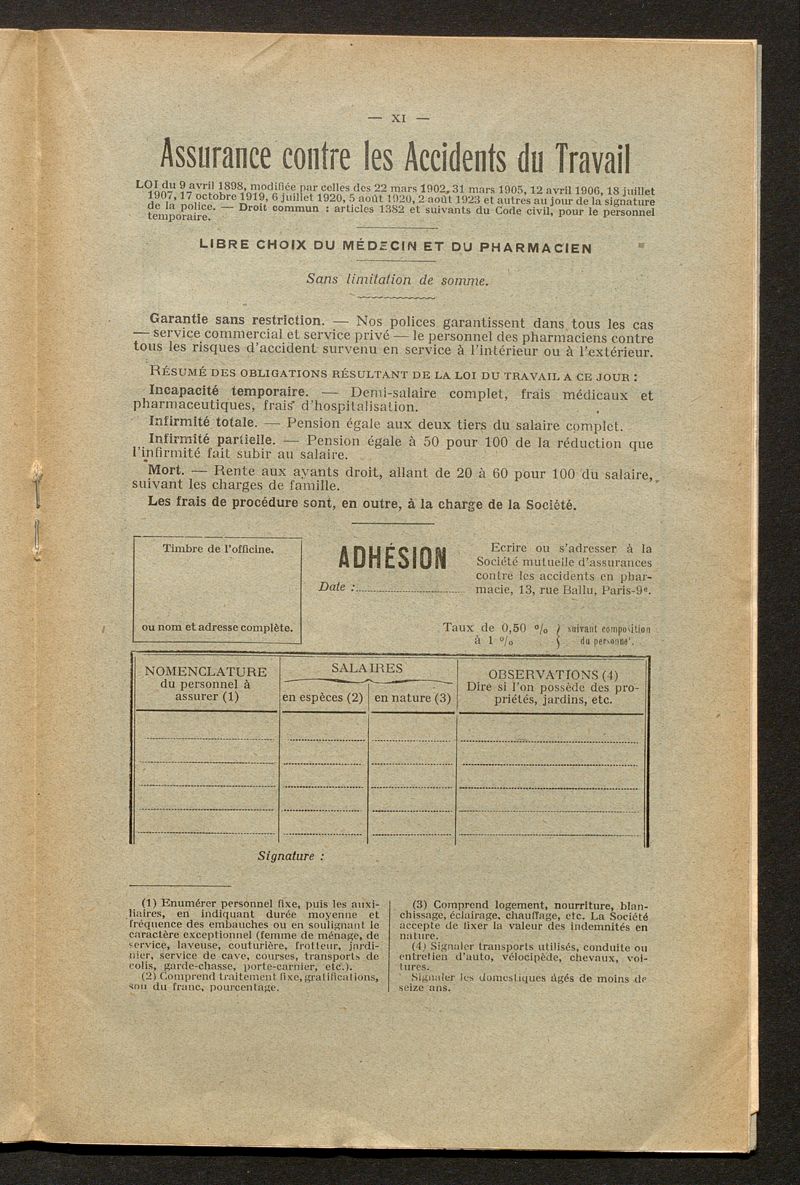 — XI —
Assurance contre les Accidents du Travail
LOI du 9 avril 1898, modifiée par celles des 22 mars 1902, 31 mars 1905, 12 avril 1906, 18 juillet
1907, 17 octobre 1919, 6 juillet 1920, 5 août 1920, 2 août 1923 et autres au jour de la signature
de la police. — Droit commun : articles 1382 et suivants du Code civil, pour le personnel
temporaire.
LIBRE CHOIX DU MÉDECIN ET DU PHARMACIEN
Sans limitation de somme.
Garantie sans restriction. — Nos polices garantissent dans tous les cas
— service commercial et service privé — le personnel des pharmaciens contre
tous les risques d'accident survenu en service à l'intérieur ou à l'extérieur.
RÉSUMÉ DES OBLIGATIONS RÉSULTANT DE LA LOI DU TRAVAIL A CE JOUR :
Incapacité temporaire. — Demi-salaire complet, frais médicaux et
pharmaceutiques, frais d'hospitalisation.
Infirmité totale. — Pension égale aux deux tiers du salaire complet.
Infirmité partielle. — Pension égale à 50 pour 100 de la réduction que
l'infirmité fait subir au salaire.
Mort. — Rente aux ayants droit, allant de 20 à 60 pour 100 du salaire,
suivant les charges de famille.
Les frais de procédure sont, en outre, à la charge de la Société.
Timbre de l'officine.
ou nom et adresse complète.
ADHÉSION
Date :
Ecrire ou s'adresser à la
Société mutuelle d'assurances
contre les accidents en phar-
macie, 13, rue Ballu, Paris-9e.
Taux de 0,50 % } suivant composition
à 1 % } du personnel.
NOMENCLATURE
du personnel à
assurer (1)
SALAIRES
en espèces (2)
en nature (3)
OBSERVATIONS (4)
Dire si l'on possède des pro-
priétés, jardins, etc.
Signature :
(1) Enumérer personnel fixe, puis les auxi-
liaires, en indiquant durée moyenne et
fréquence des embauches ou en soulignant le
caractère exceptionnel (femme de ménage, de
service, laveuse, couturière, frotteur, jardi-
nier, service de cave, courses, transports de
colis, garde-chasse, porte-carnier, etc.).
(2) Comprend traitement fixe, gratifications,
sou du franc, pourcentage.
(3) Comprend logement, nourriture, blan-
chissage, éclairage, chauffage, etc. La Société
accepte de fixer la valeur des indemnités en
nature.
(4) Signaler transports utilisés, conduite ou
entretien d'auto, vélocipède, chevaux, voi-
tures.
Signaler les domestiques âgés de moins de
seize ans.